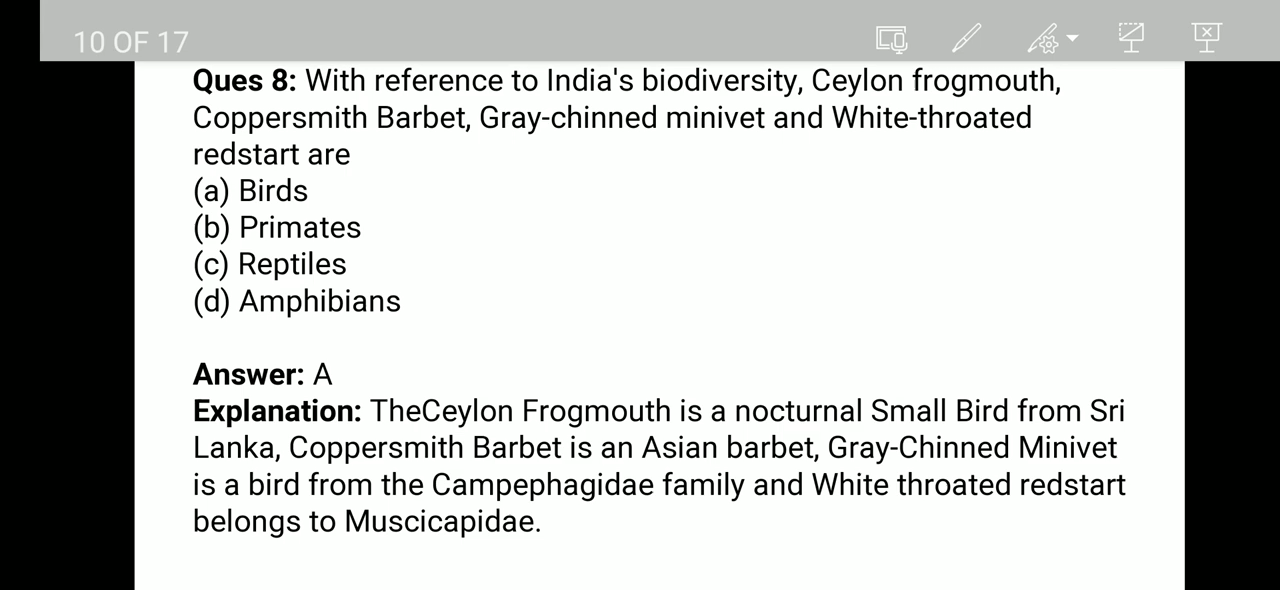 10 OF 17
Ques 8: With reference to India's biodiversity, Ceylon frogmouth,
Coppersmith Barbet, Gray-chinned minivet and White-throated
redstart are
(a) Birds
(b) Primates
(c) Reptiles
(d) Amphibians
Answer: A
Explanation: TheCeylon Frogmouth is a nocturnal Small Bird from Sri
Lanka, Coppersmith Barbet is an Asian barbet, Gray-Chinned Minivet
is a bird from the Campephagidae family and White throated redstart
belongs to Muscicapidae.